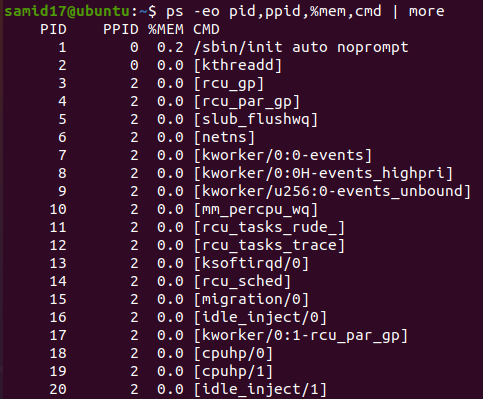 samid17@ubuntu:~$ ps -eo pid,ppid,%mem,cmd | more
PID PPID %MEM CMD
1 0 0.2 /sbin/init auto noprompt
2 0 0.0 [kthreadd]
3 2 0.0 [rcu_gp]
4 2 0.0 [rcu_par_gp]
5 2 0.0 [slub_flushwq]
6 2 0.0 [netns]
7 2 0.0 [kworker/0:0-events]
8 2 0.0 [kworker/0:0H-events_highpri]
9 2 0.0 [kworker/u256:0-events_unbound]
10 2 0.0 [mm_percpu_wq]
11 2 0.0 [rcu_tasks_rude_]
12 2 0.0 [rcu_tasks_trace]
13 2 0.0 [ksoftirqd/0]
14 2 0.0 [rcu_sched]
15 2 0.0 [migration/0]
16 2 0.0 [idle_inject/0]
17 2 0.0 [kworker/0:1-rcu_par_gp]
18 2 0.0 [cpuhp/0]
19 2 0.0 [cpuhp/1]
20 2 0.0 [idle_inject/1]